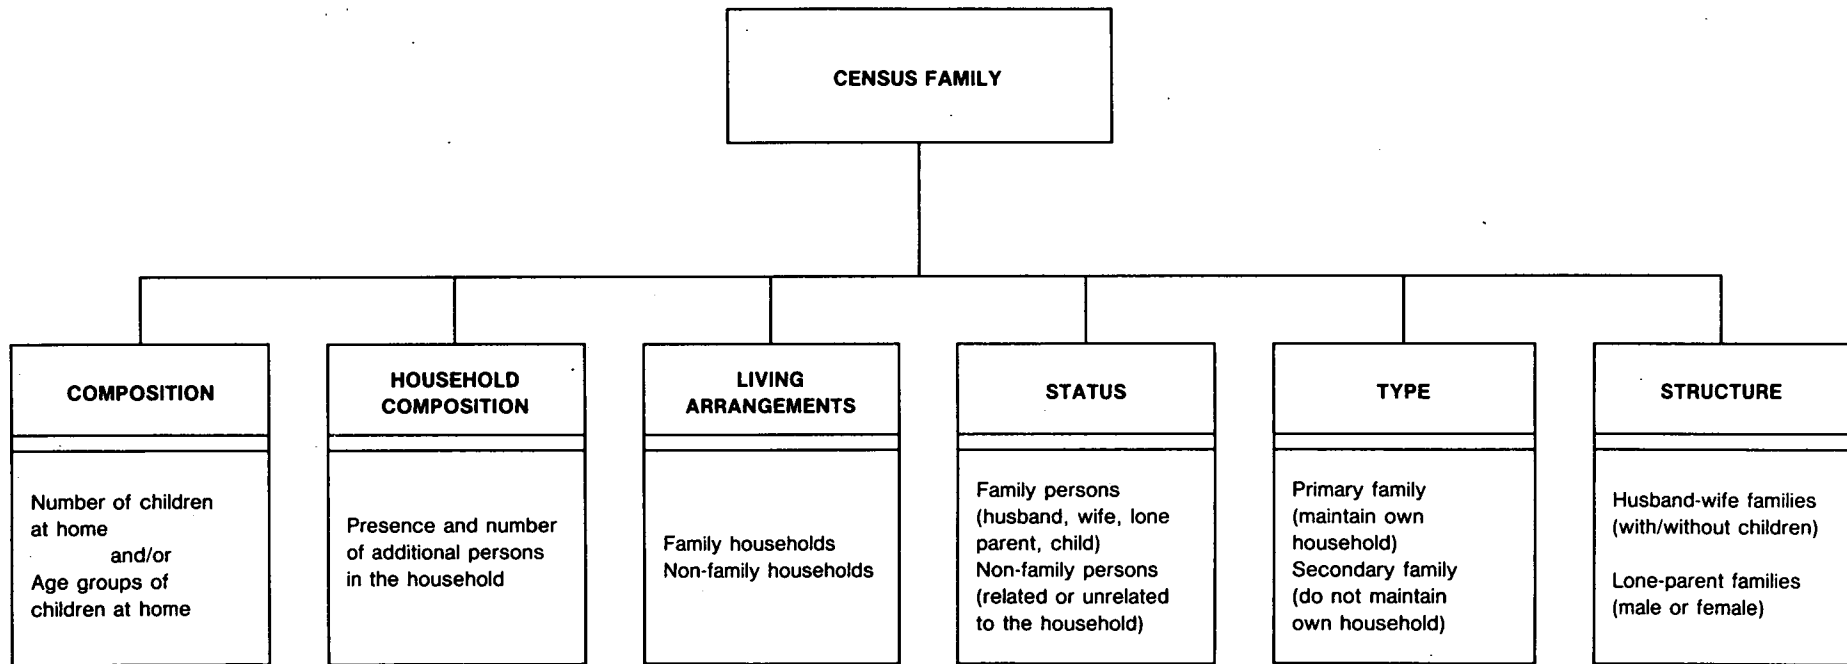 CENSUS FAMILY
COMPOSITION
Number of children
at home
and/or
Age groups of
children at home
HOUSEHOLD
COMPOSITION
Presence and number
of additional persons
in the household
LIVING
ARRANGEMENTS
Family households
Non-family households
STATUS
Family persons
(husband, wife, lone
parent, child)
Non-family persons
(related or unrelated
to the household)
TYPE
Primary family
(maintain own
household)
Secondary family
(do not maintain
own household)
STRUCTURE
Husband-wife families
(with/without children)
Lone-parent families
(male or female)